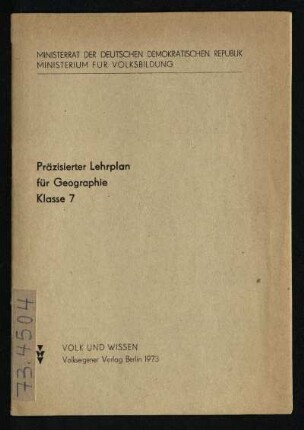 MINISTERRAT DER DEUTSCHEN DEMOKRATISCHEN REPUBLIK
MINISTERIUM FÜR VOLKSBILDUNG
Präzisierter Lehrplan
für Geographie
Klasse 7
73.4504
VOLK UND WISSEN
Volkseigener Verlag Berlin 1973